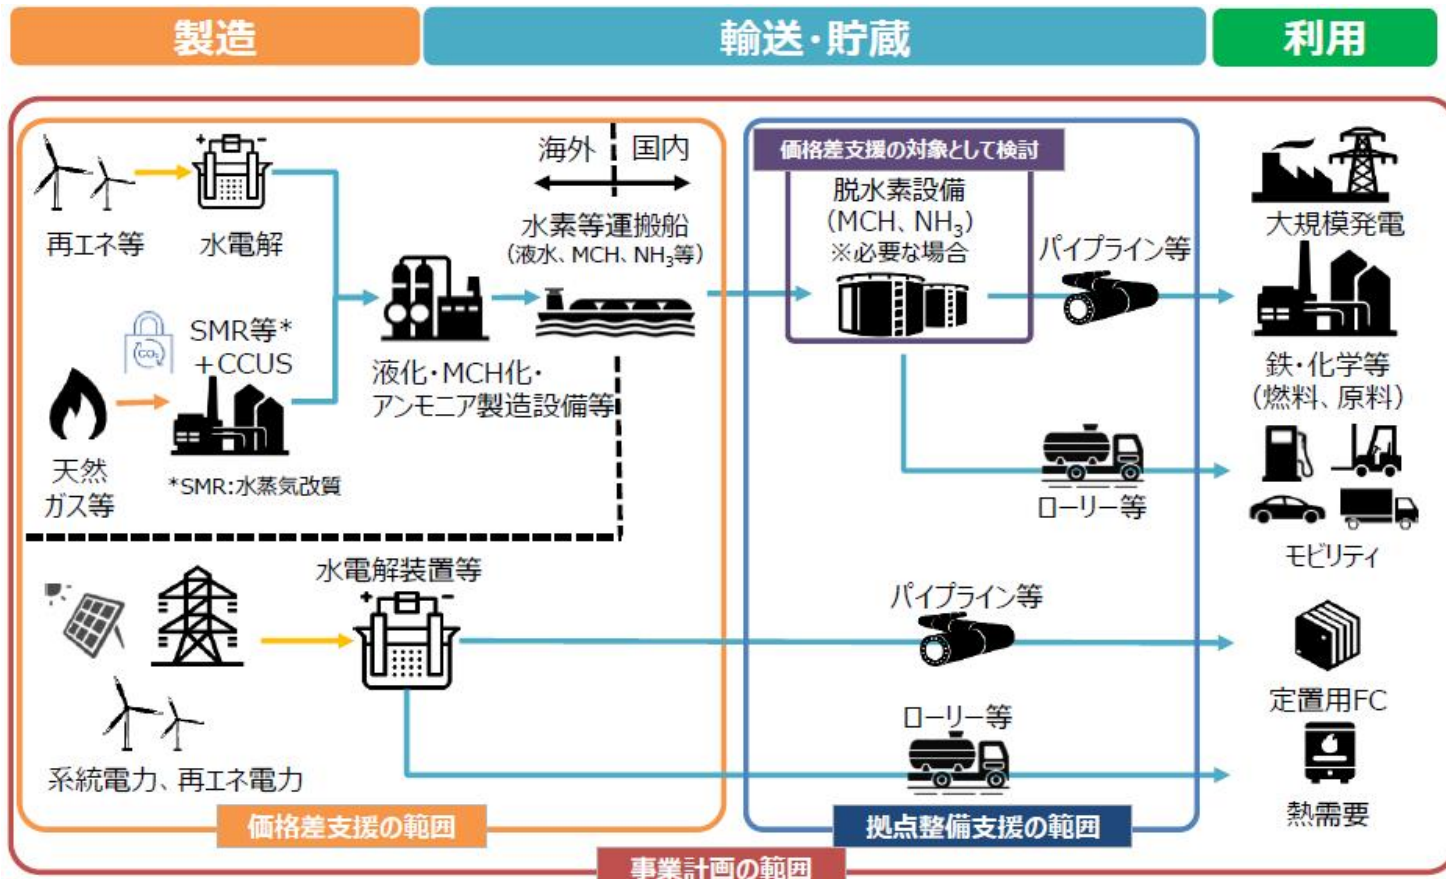 製造
輸送・貯蔵
利用
海外
国内
再エネ等
水電解
水素等運搬船
(液水、MCH、NH₃等)
CO₂
SMR等*
+CCUS
液化・MCH化・
アンモニア製造設備等
天然
ガス等
*SMR:水蒸気改質
価格差支援の対象として検討
脱水素設備
(MCH、NH₃)
※必要な場合
パイプライン等
ローリー等
大規模発電
鉄・化学等
(燃料、原料)
モビリティ
水電解装置等
系統電力、再エネ電力
パイプライン等
ローリー等
定置用FC
熱需要
価格差支援の範囲
拠点整備支援の範囲
事業計画の範囲